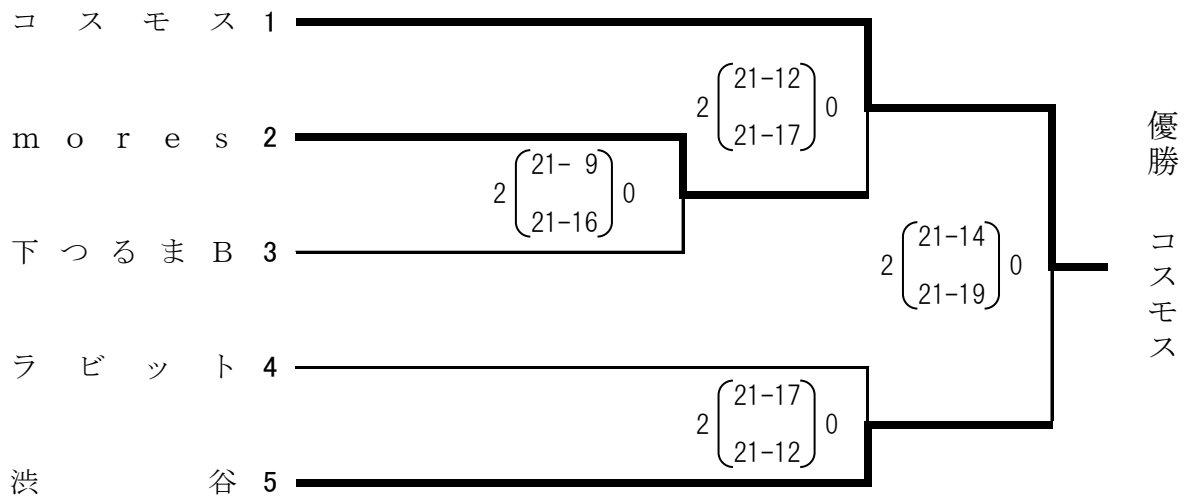 コスモス 1
2 21-12 0
21-17
mores 2
2 21- 9 0
21-16
下つるまB 3
2 21-14 0
21-19
ラビット 4
2 21-17 0
21-12
渋谷 5
優勝 コスモス